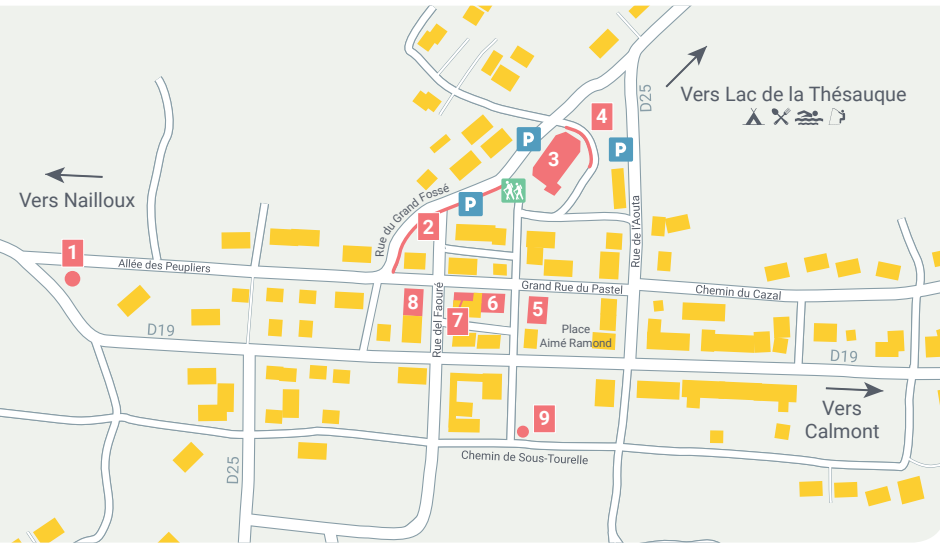 D25
Vers Lac de la Thésauque
4
P
P
3
Vers Nailloux
Rue du Grand Fossé
P
2
Rue de l'Aouta
1
Allée des Peupliers
Grand Rue du Pastel
Chemin du Cazal
8
Rue del Fàouré
6
7
5
Place
Aimé Ramond
D19
D19
Vers
Calmont
9
Chemin de Sous-Tourelle
D25